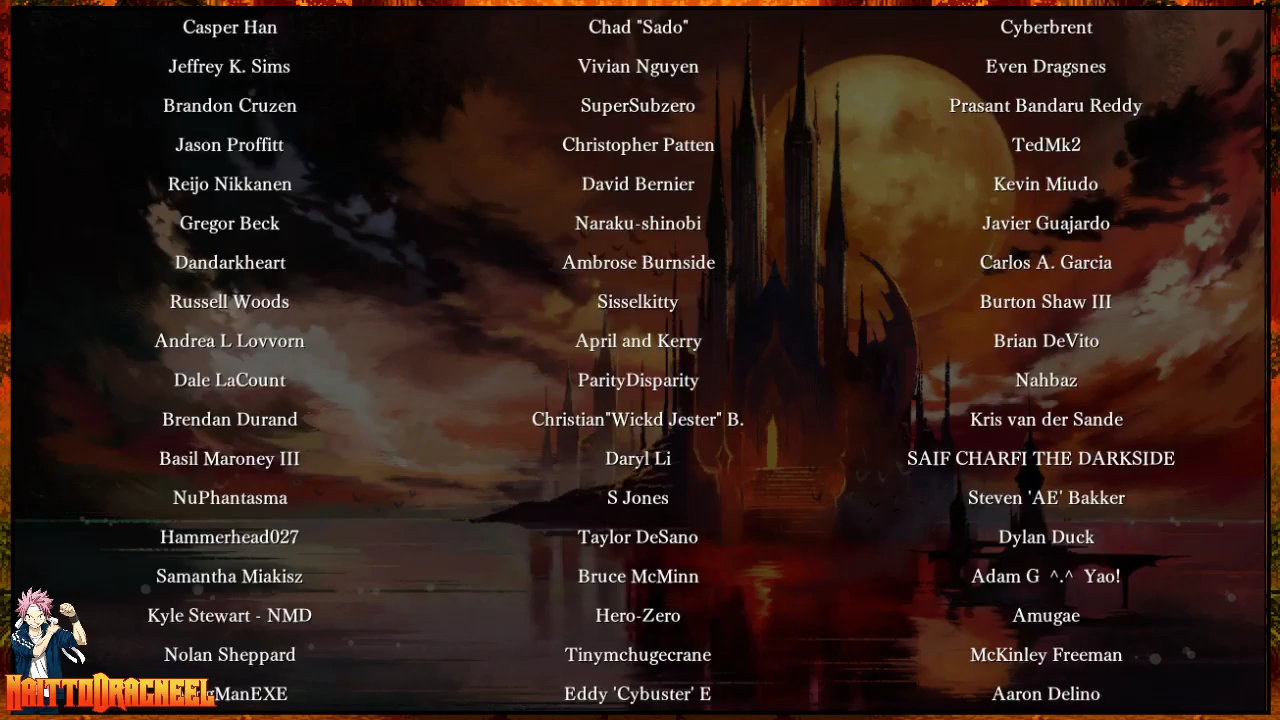 Casper Han
Chad "Sado"
Cyberbrent
Jeffrey K. Sims
Vivian Nguyen
Even Dragsnes
Brandon Cruzen
SuperSubzero
Prasant Bandaru Reddy
Jason Proffitt
Christopher Patten
TedMk2
Reijo Nikkanen
David Bernier
Kevin Miudo
Gregor Beck
Naraku-shinobi
Javier Guajardo
Dandarkheart
Ambrose Burnside
Carlos A. Garcia
Russell Woods
Sisselkitty
Burton Shaw III
Andrea L Lovvorn
April and Kerry
Brian DeVito
Dale LaCount
ParityDisparity
Nahbaz
Brendan Durand
Christian"Wickd Jester" B.
Kris van der Sande
Basil Maroney III
Daryl Li
SAIF CHARFI THE DARKSIDE
NuPhantasma
S Jones
Steven 'AE' Bakker
Hammerhead027
Taylor DeSano
Dylan Duck
Samantha Miakisz
Bruce McMinn
Adam G  ^.^  Yao!
Kyle Stewart - NMD
Hero-Zero
Amugae
Nolan Sheppard
Tinymchugecrane
McKinley Freeman
Eddy 'Cybuster' E
Aaron Delino
NaittoDragneel